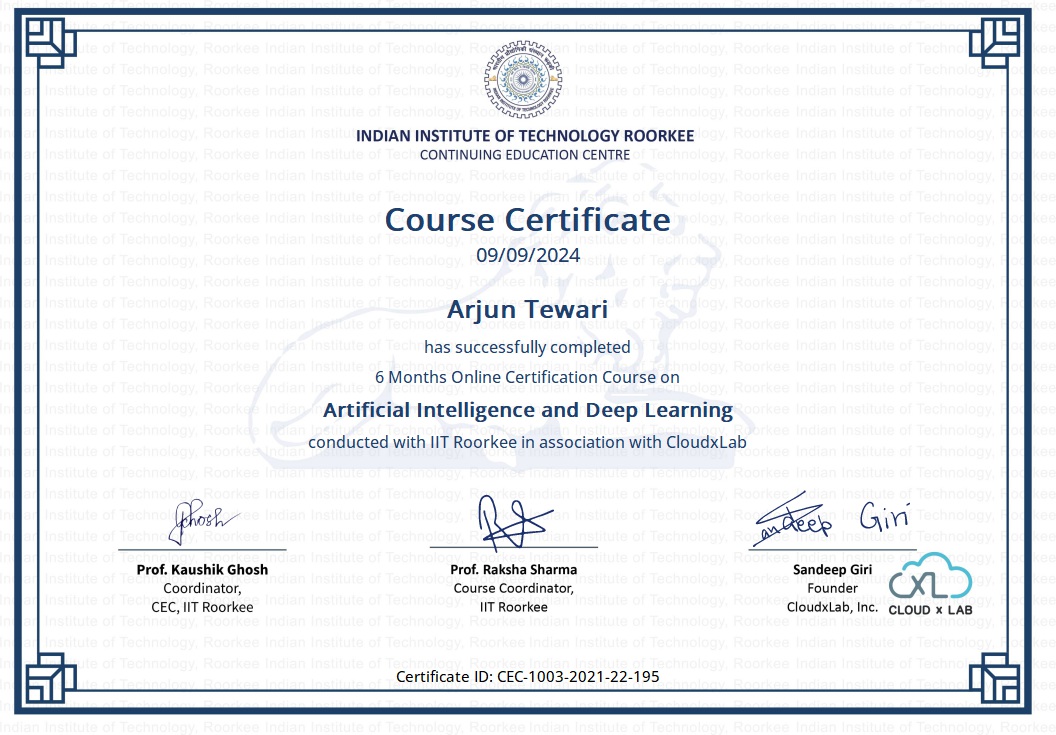 INDIAN INSTITUTE OF TECHNOLOGY ROORKEE
CONTINUING EDUCATION CENTRE
Course Certificate
09/09/2024
Arjun Tewari
has successfully completed
6 Months Online Certification Course on
Artificial Intelligence and Deep Learning
conducted with IIT Roorkee in association with CloudxLab
Ghosh
Sandeep Giri
Prof. Kaushik Ghosh
Coordinator,
CEC, IIT Roorkee
Prof. Raksha Sharma
Course Coordinator,
IIT Roorkee
Sandeep Giri
Founder
CloudxLab, Inc.
CXL
CLOUD x LAB
Certificate ID: CEC-1003-2021-22-195